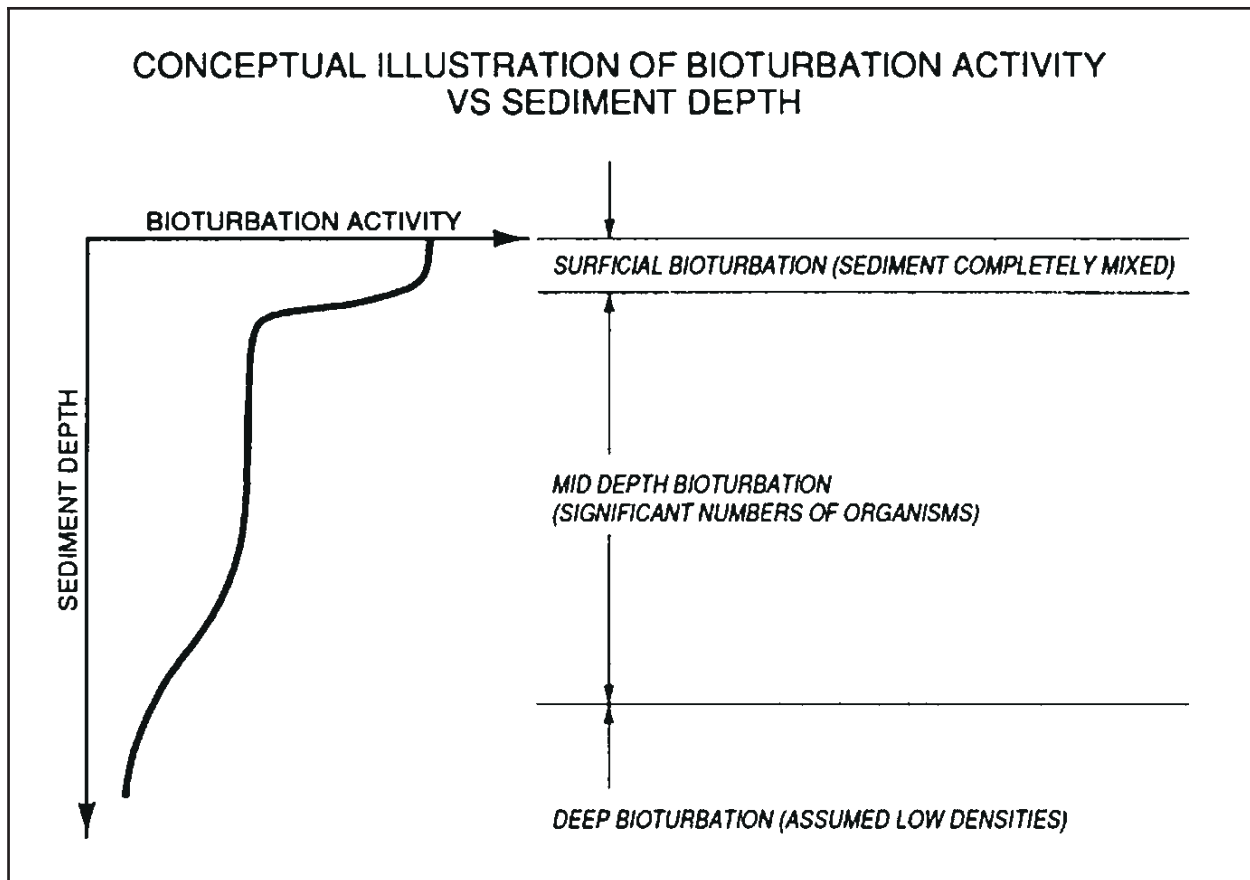 CONCEPTUAL ILLUSTRATION OF BIOTURBATION ACTIVITY
VS SEDIMENT DEPTH
BIOTURBATION ACTIVITY
SEDIMENT DEPTH
SURFICIAL BIOTURBATION (SEDIMENT COMPLETELY MIXED)
MID DEPTH BIOTURBATION
(SIGNIFICANT NUMBERS OF ORGANISMS)
DEEP BIOTURBATION (ASSUMED LOW DENSITIES)